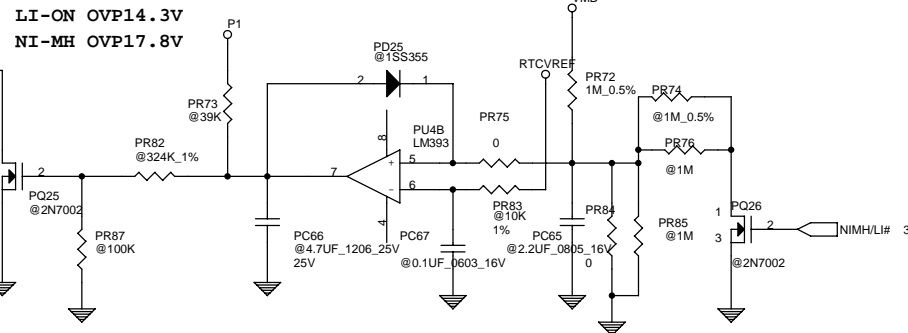 LI-ON OVP14.3V
NI-MH OVP17.8V
P1
PD25
@1SS355
2
1
RTCVREF
PR72
1M_0.5%
PR74
@1M_0.5%
PR73
@39K
PR75
0
PU4B
LM393
8
PR76
@1M
PR82
@324K_1%
2
7
+
5
-
6
4
PQ25
@2N7002
PR83
@10K
1%
PR84
0
PR85
@1M
PQ26
1
3
2
NIMH/LI#
3
@2N7002
PR87
@100K
PC66
@4.7UF_1206_25V
25V
PC67
@0.1UF_0603_16V
PC65
@2.2UF_0805_16V